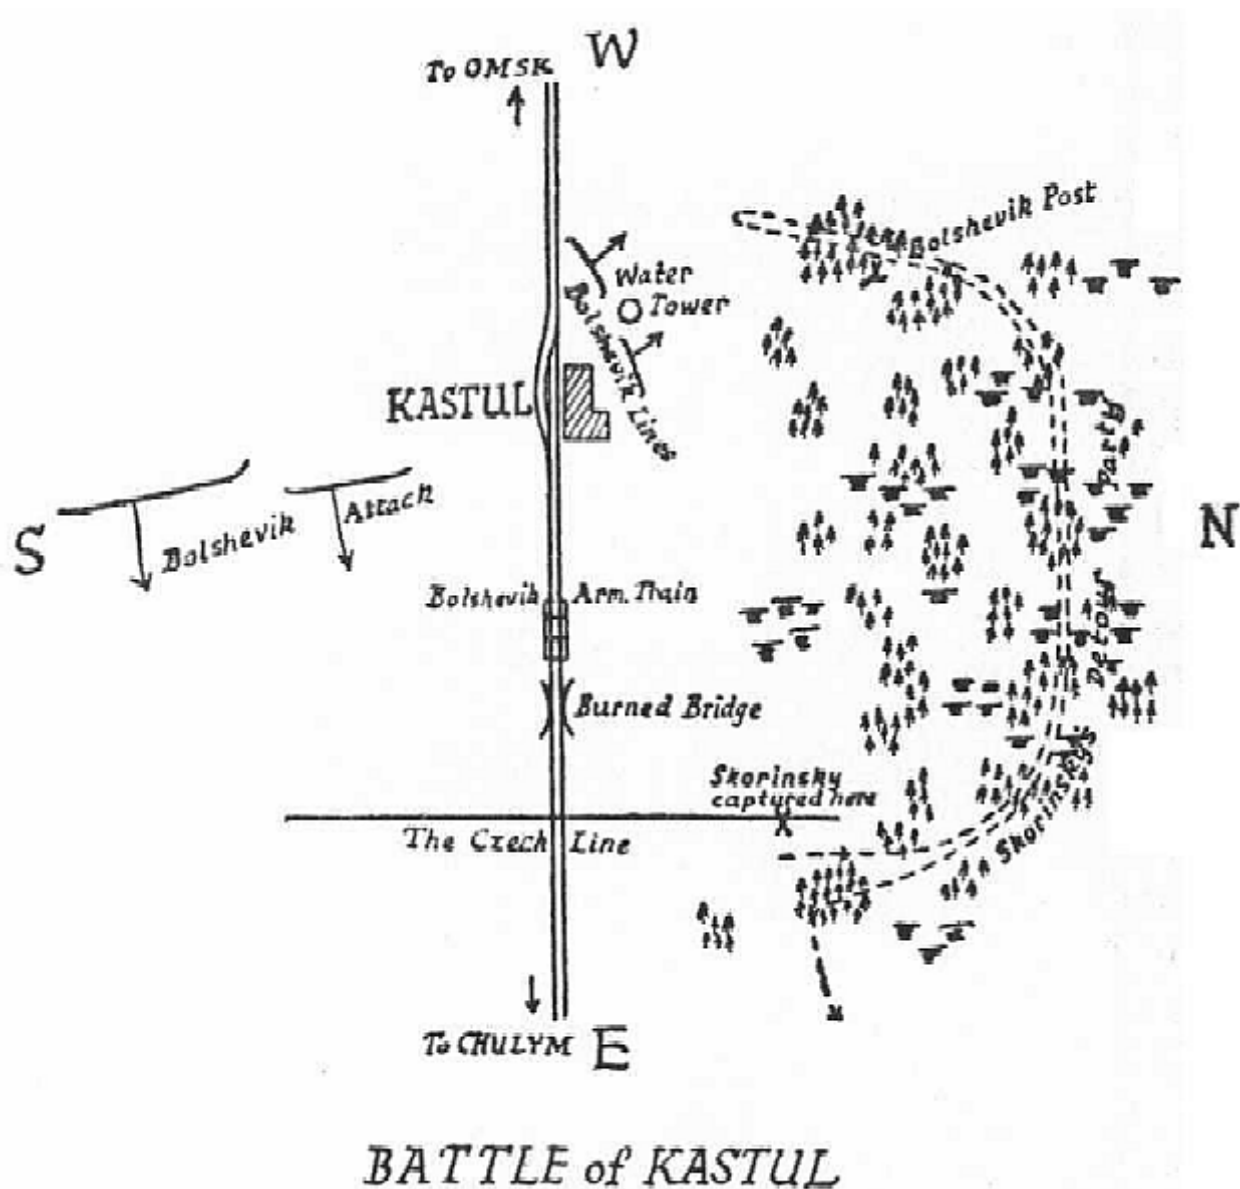 W
To OMSK
Bolshevik Post
Water
Tower
Bolshevik Lines
KASTUL
Bolshevik Attack
S
N
Bolshevik Arm. Train
Burned Bridge
Skorinsky
captured here
The Czech Line
Skorinsky's Detour Party
To CHULYM
E
BATTLE of KASTUL